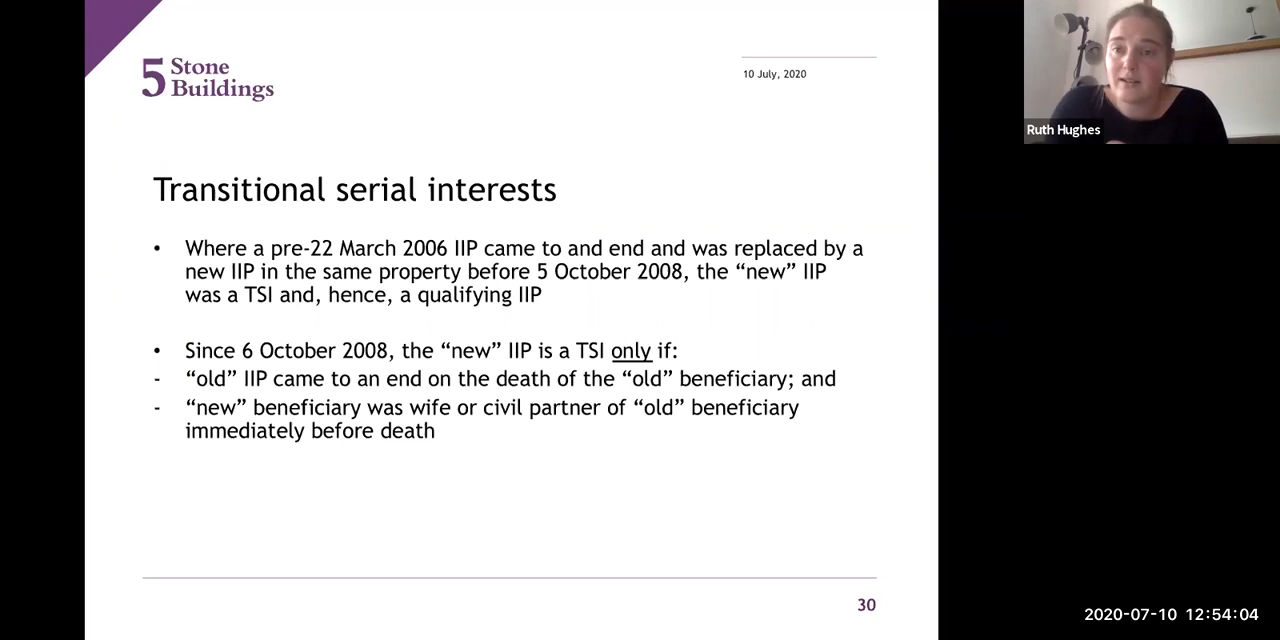 5 Stone
Buildings
10 July, 2020
Ruth Hughes
Transitional serial interests
• Where a pre-22 March 2006 IIP came to and end and was replaced by a
new IIP in the same property before 5 October 2008, the “new” IIP
was a TSI and, hence, a qualifying IIP
• Since 6 October 2008, the “new” IIP is a TSI only if:
- “old” IIP came to an end on the death of the “old” beneficiary; and
- “new” beneficiary was wife or civil partner of “old” beneficiary
immediately before death
30
2020-07-10 12:54:04